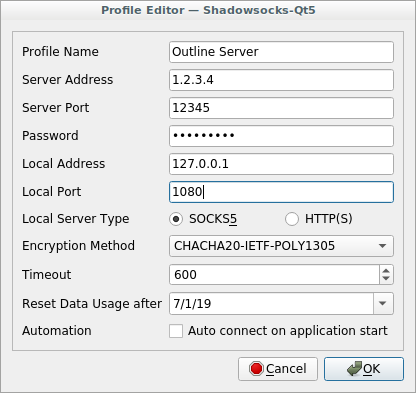 Profile Editor — Shadowsocks-Qt5
Profile Name Outline Server
Server Address 1.2.3.4
Server Port 12345
Password •••••••••
Local Address 127.0.0.1
Local Port 1080
Local Server Type SOCKS5 HTTP(S)
Encryption Method CHACHA20-IETF-POLY1305
Timeout 600
Reset Data Usage after 7/1/19
Automation Auto connect on application start
Cancel OK